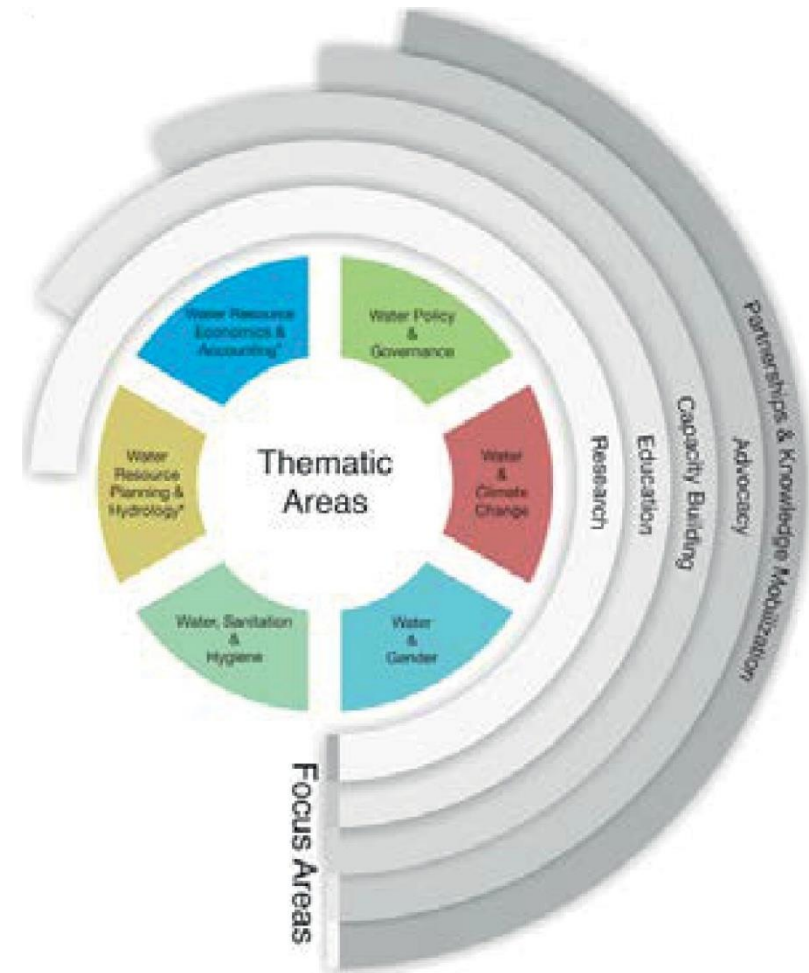 Thematic
Areas
Water Resource
Economics &
Accounting*
Water Policy
&
Governance
Water
&
Climate
Change
Water
&
Gender
Water, Sanitation
&
Hygiene
Water
Resource
Planning &
Hydrology*
Research
Education
Capacity Building
Advocacy
Partnerships & Knowledge Mobilization
Focus Areas